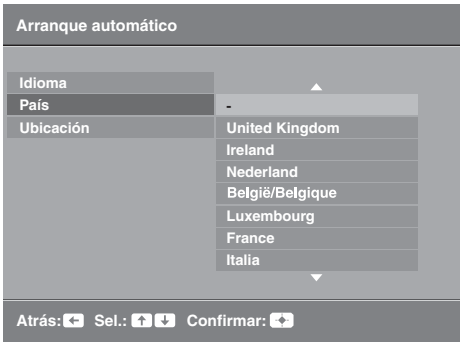 Arranque automático
Idioma
País
-
Ubicación
United Kingdom
Ireland
Nederland
België/Belgique
Luxembourg
France
Italia
Atrás: Sel.: Confirmar: